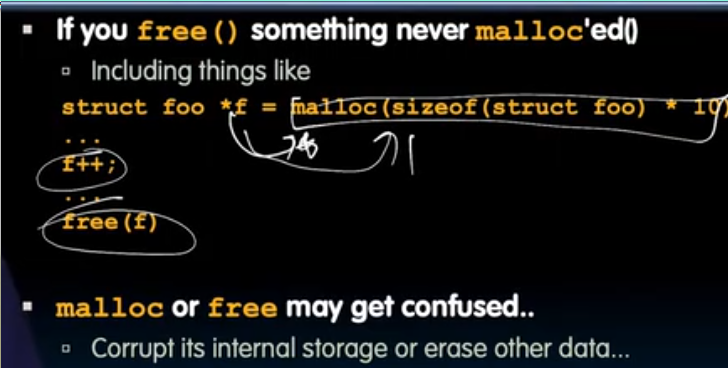 If you free() something never malloc'ed()
Including things like
struct foo *f = malloc(sizeof(struct foo) * 10)
...
f++;
...
free(f)
malloc or free may get confused..
Corrupt its internal storage or erase other data...